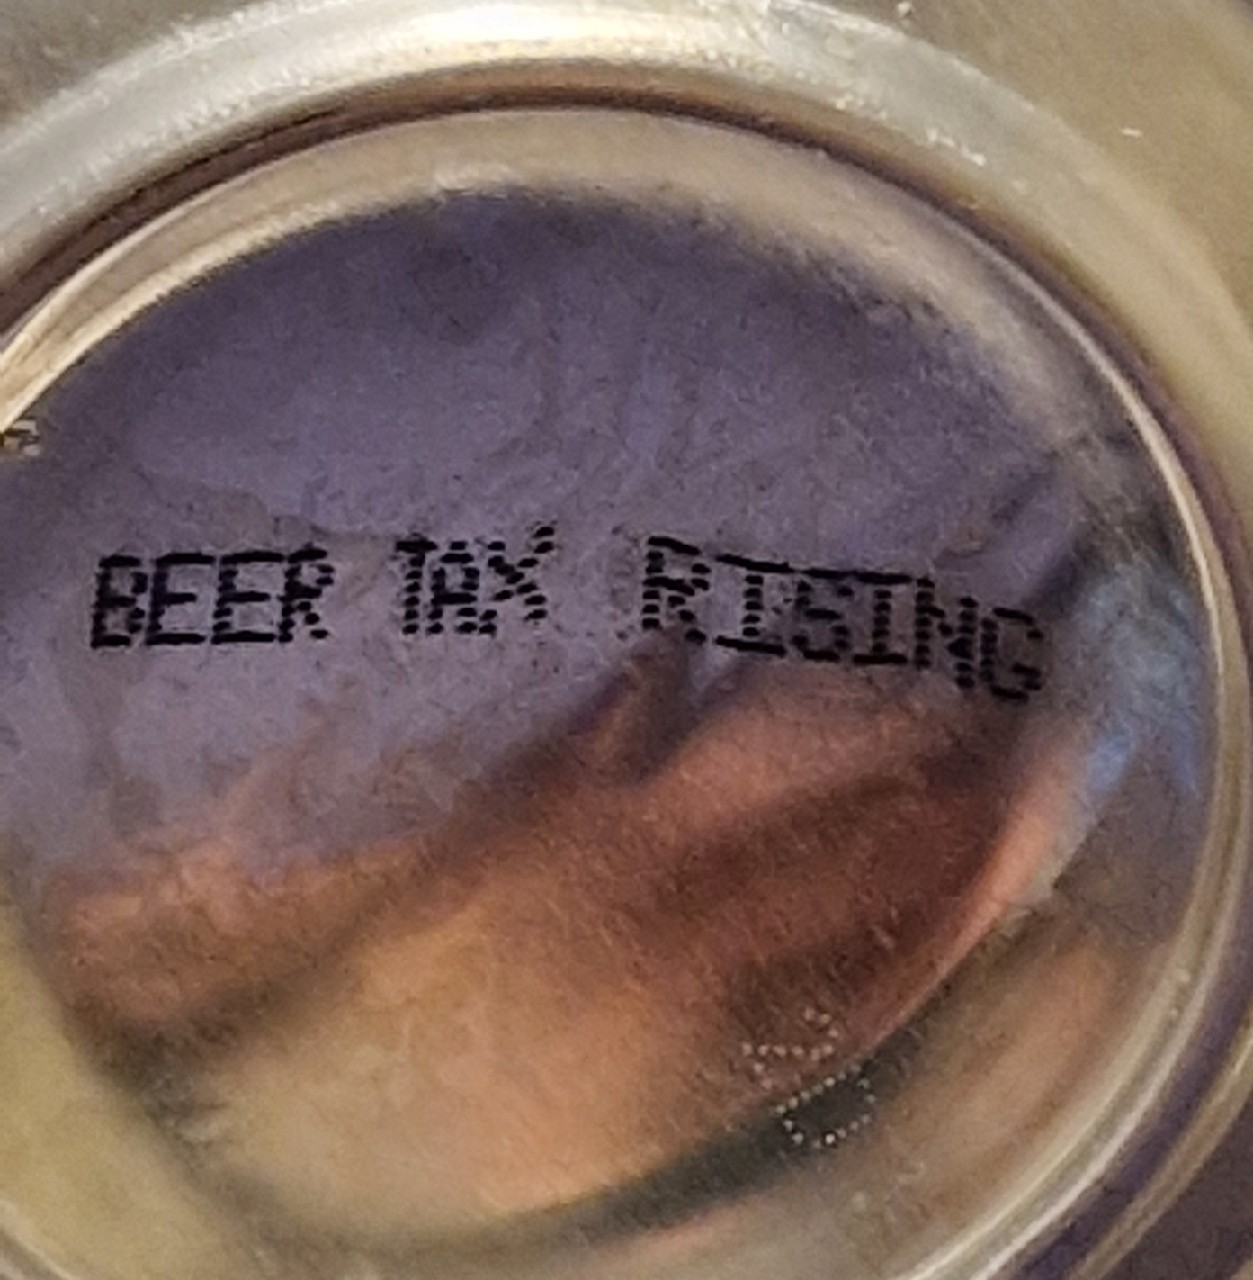 BEER TAX RISING